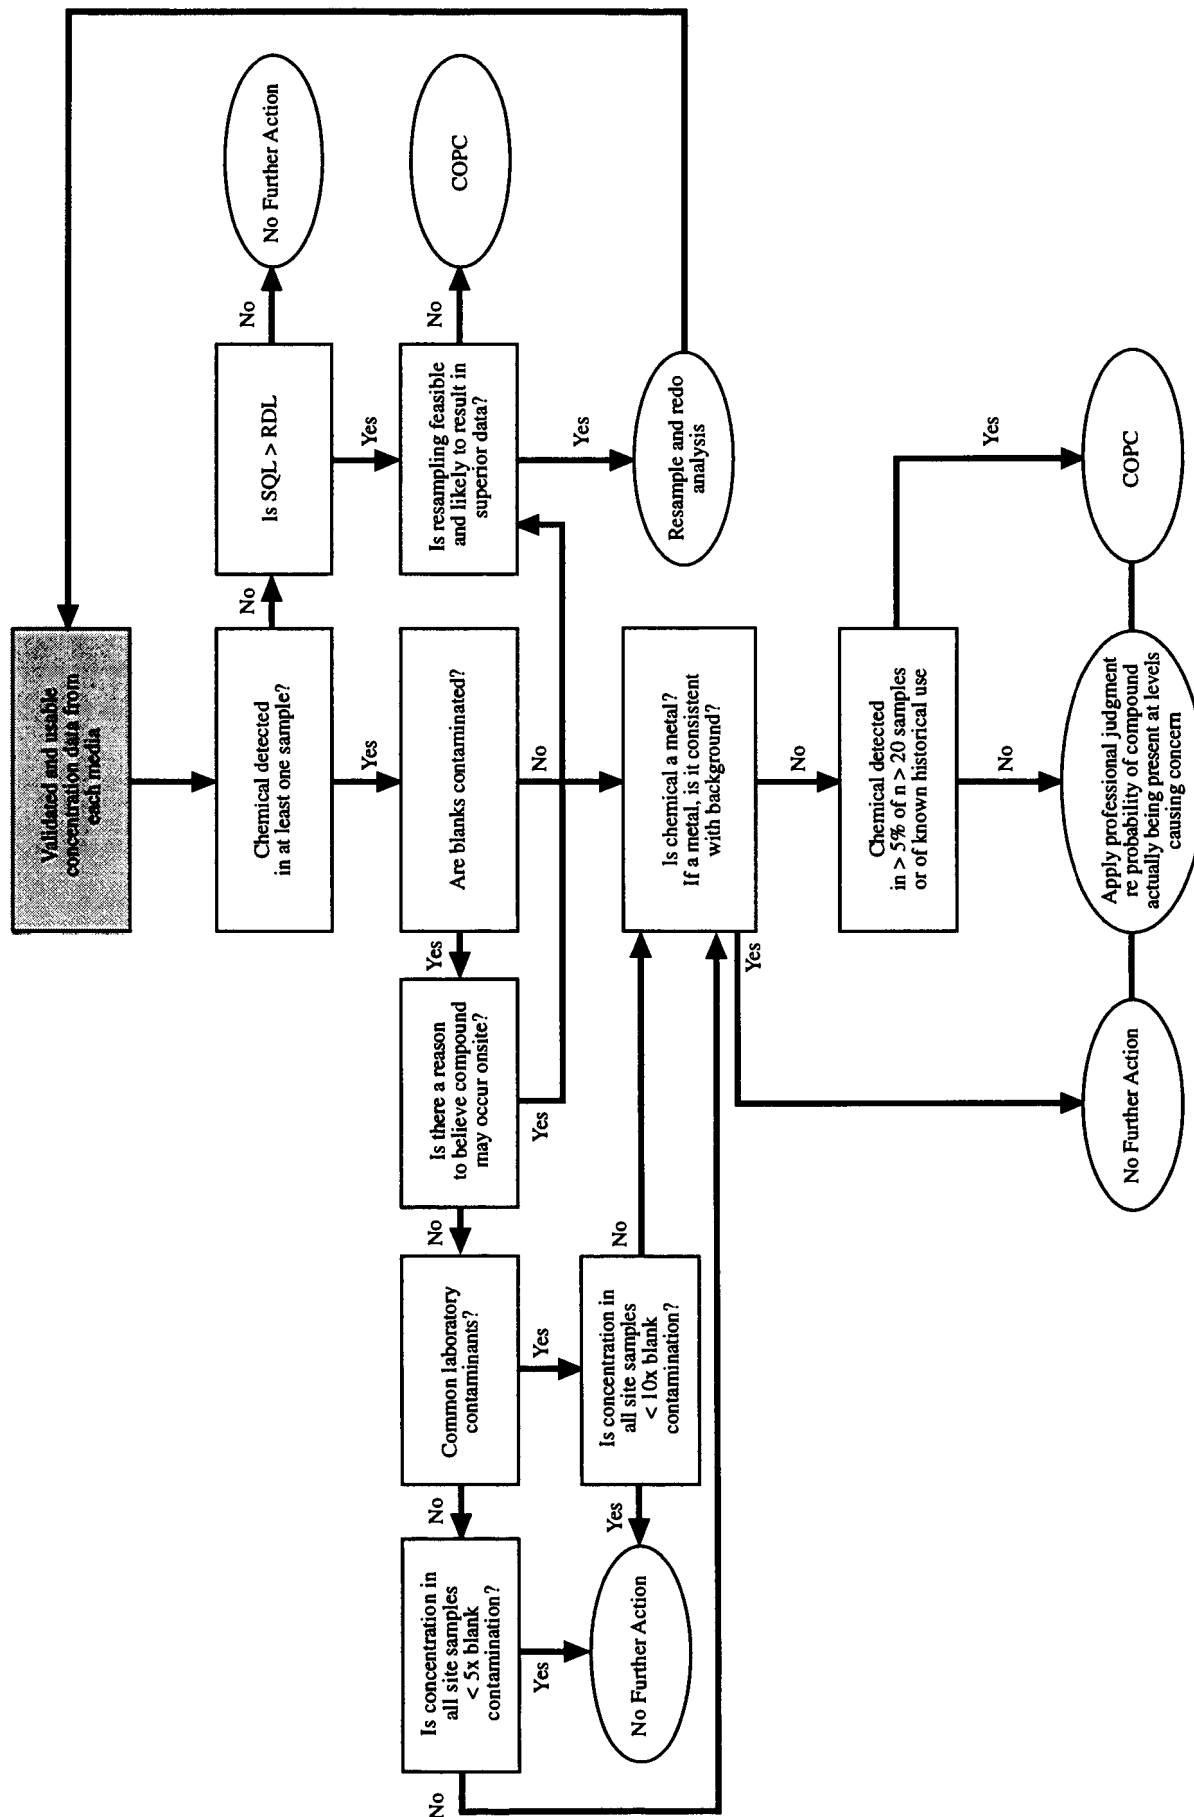 Validated and usable
concentration data from
each media
Chemical detected
in at least one sample?
No
Is SQL > RDL
No
No Further Action
Yes
Yes
Are blanks contaminated?
Is resampling feasible
and likely to result in
superior data?
No
COPC
Yes
Resample and redo
analysis
Yes
Is there a reason
to believe compound
may occur onsite?
Yes
No
Common laboratory
contaminants?
No
Is concentration in
all site samples
< 5x blank
contamination?
No
Yes
Yes
Is concentration in
all site samples
< 10x blank
contamination?
Yes
No Further Action
No
No
Is chemical a metal?
If a metal, is it consistent
with background?
Yes
No
Chemical detected
in > 5% of n > 20 samples
or of known historical use
Yes
No
No Further Action
Apply professional judgment
re probability of compound
actually being present at levels
causing concern
COPC